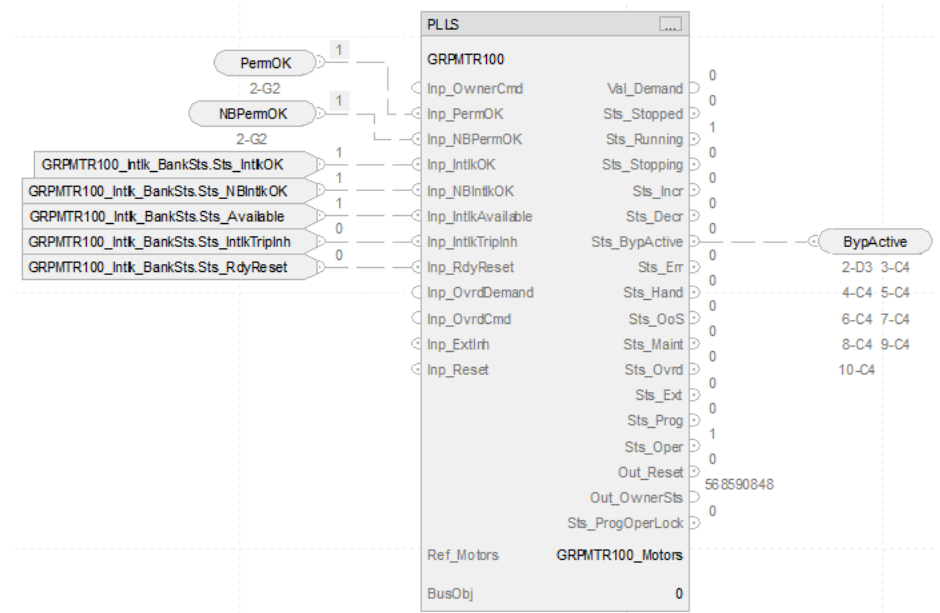 PLLS ...
GRPMTR100
PermOK 1
2-G2
NBPermOK 1
2-G2
GRPMTR100_Intlk_BankSts.Sts_IntlkOK 1
GRPMTR100_Intlk_BankSts.Sts_NBIntlkOK 1
GRPMTR100_Intlk_BankSts.Sts_Available 1
GRPMTR100_Intlk_BankSts.Sts_IntlkTripInh 0
GRPMTR100_Intlk_BankSts.Sts_RdyReset 0
Inp_OwnerCmd Val_Demand 0
Inp_PermOK Sts_Stopped 0
Inp_NBPermOK Sts_Running 1
Inp_IntlkOK Sts_Stopping 0
Inp_NBIntlkOK Sts_Incr 0
Inp_IntlkAvailable Sts_Decr 0
Inp_IntlkTripInh Sts_BypActive 0
Inp_RdyReset Sts_Err 0
Inp_OvrdDemand Sts_Hand 0
Inp_OvrdCmd Sts_OoS 0
Inp_ExtInh Sts_Maint 0
Inp_Reset Sts_Ovrd 0
Sts_Ext 0
Sts_Prog 0
Sts_Oper 1
Out_Reset 0
Out_OwnerSts 568590848
Sts_ProgOperLock 0
Ref_Motors GRPMTR100_Motors
BusObj 0
BypActive
2-D3 3-C4
4-C4 5-C4
6-C4 7-C4
8-C4 9-C4
10-C4